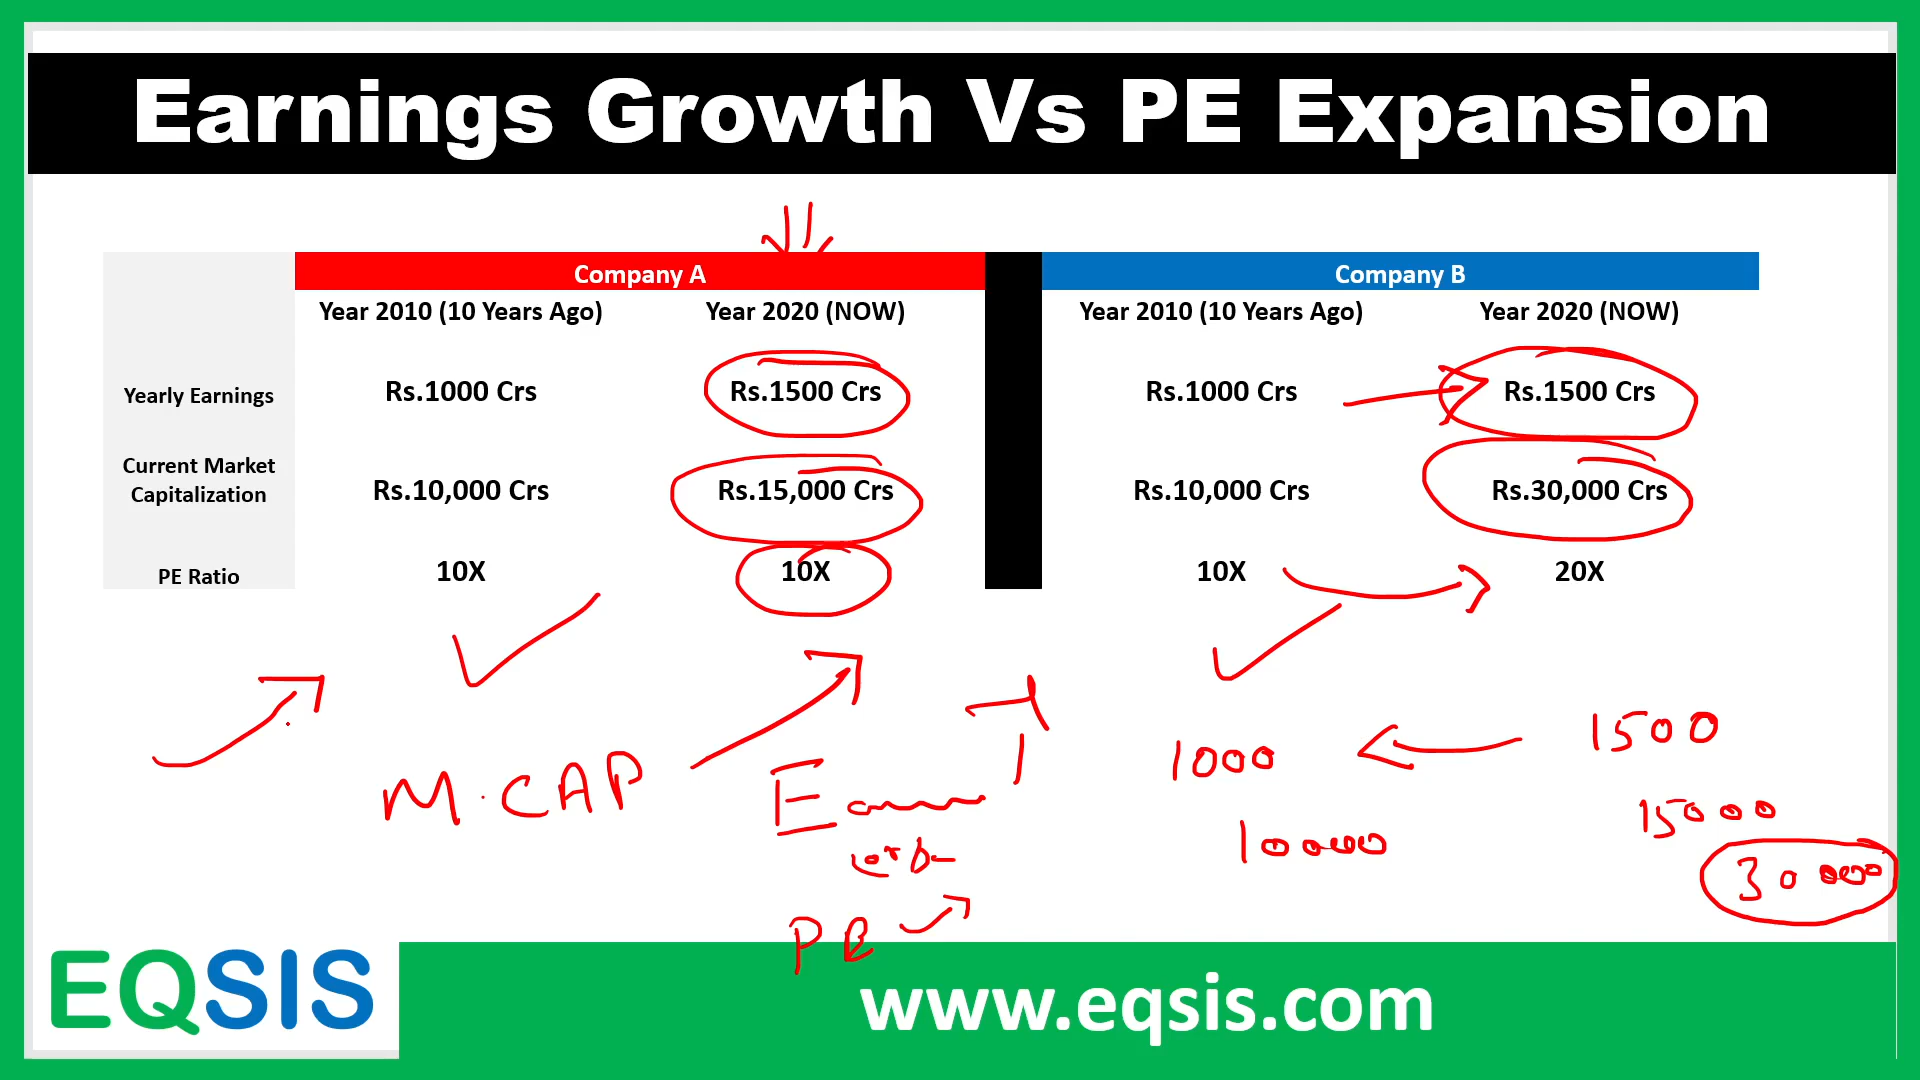 Earnings Growth Vs PE Expansion
Company A Company B
Year 2010 (10 Years Ago) Year 2020 (NOW) Year 2010 (10 Years Ago) Year 2020 (NOW)
Yearly Earnings Rs.1000 Crs Rs.1500 Crs Rs.1000 Crs Rs.1500 Crs
Current Market
Capitalization Rs.10,000 Crs Rs.15,000 Crs Rs.10,000 Crs Rs.30,000 Crs
PE Ratio 10X 10X 10X 20X
1000 1500
M.CAP E
10000 15000
30000
PE
EQSIS
www.eqsis.com